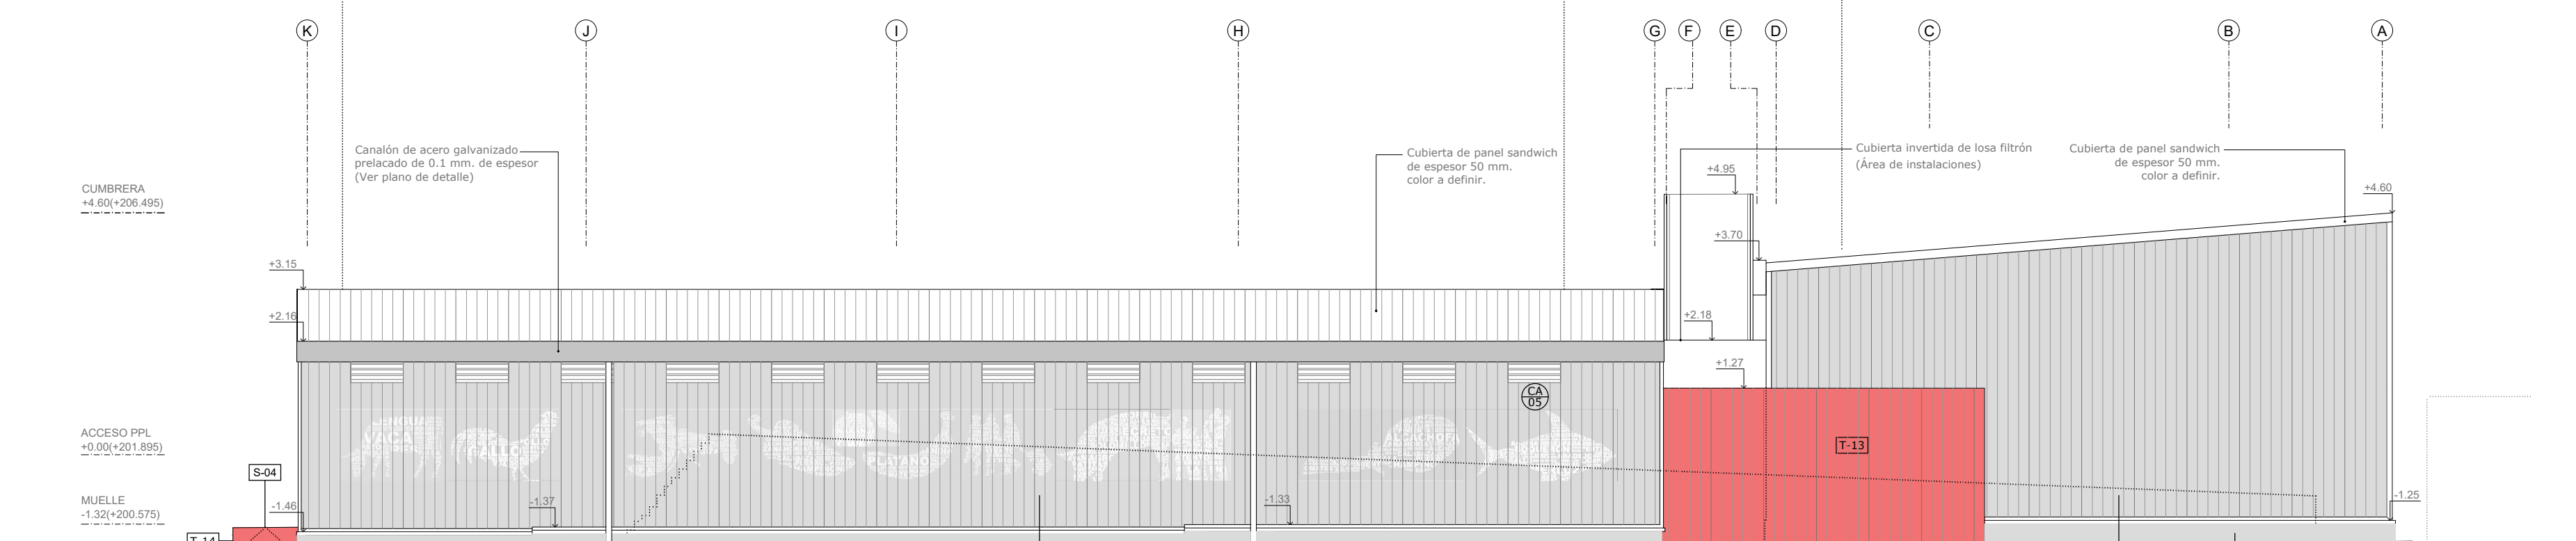 K
J
I
H
G
F
E
D
C
B
A
Canalón de acero galvanizado
prelacado de 0.1 mm. de espesor
(Ver plano de detalle)
Cubierta de panel sandwich
de espesor 50 mm.
color a definir.
Cubierta invertida de losa filtrón
(Área de instalaciones)
Cubierta de panel sandwich
de espesor 50 mm.
color a definir.
CUMBRERA
+4.60(+206.495)
+4.95
+4.60
+3.70
+3.15
+2.16
+2.18
+1.27
CA
05
LENGUA
VACA
GALLO
PLATANO
ALCACHOFA
ACCESO PPL
+0.00(+201.895)
T-13
S-04
MUELLE
-1.32(+200.575)
-1.46
-1.37
-1.33
-1.25
T-14